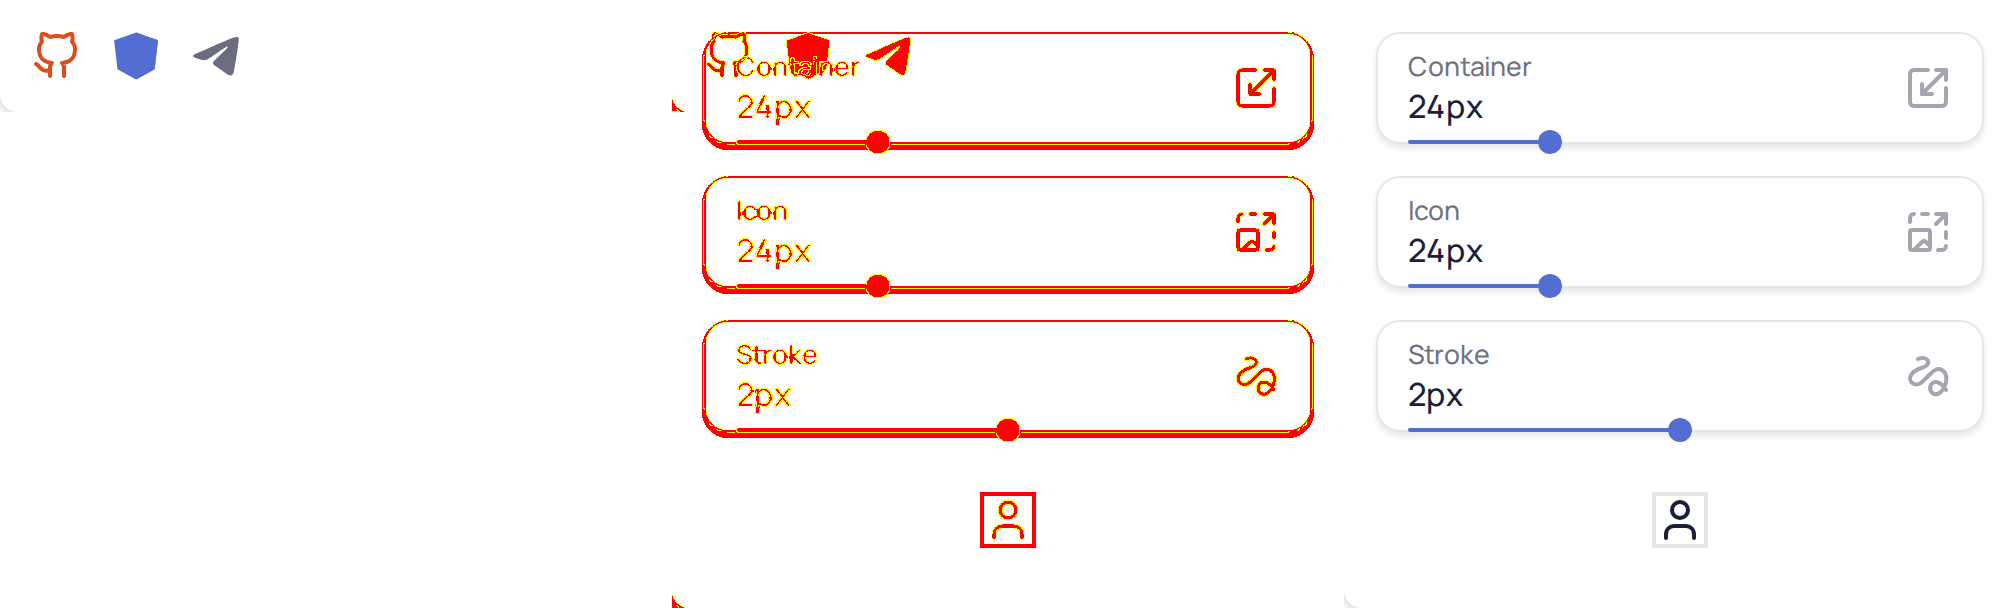 Container
24px
Icon
24px
Stroke
2px
Container
24px
Icon
24px
Stroke
2px